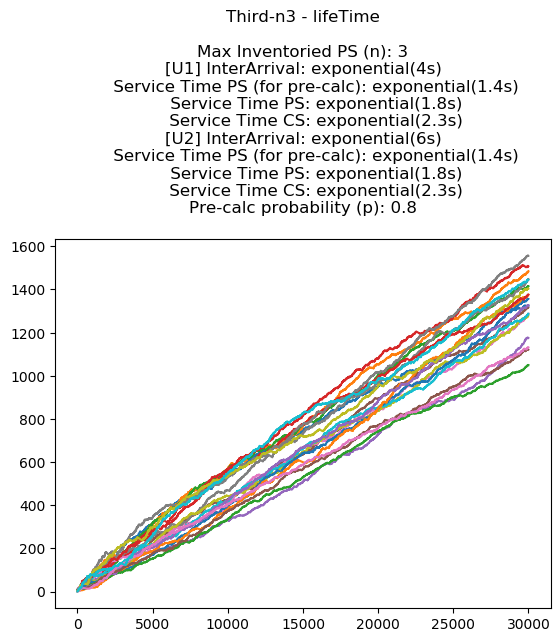 Third-n3 - lifeTime
Max Inventoried PS (n): 3
[U1] InterArrival: exponential(4s)
Service Time PS (for pre-calc): exponential(1.4s)
Service Time PS: exponential(1.8s)
Service Time CS: exponential(2.3s)
[U2] InterArrival: exponential(6s)
Service Time PS (for pre-calc): exponential(1.4s)
Service Time PS: exponential(1.8s)
Service Time CS: exponential(2.3s)
Pre-calc probability (p): 0.8
1600
1400
1200
1000
800
600
400
200
0
0 5000 10000 15000 20000 25000 30000